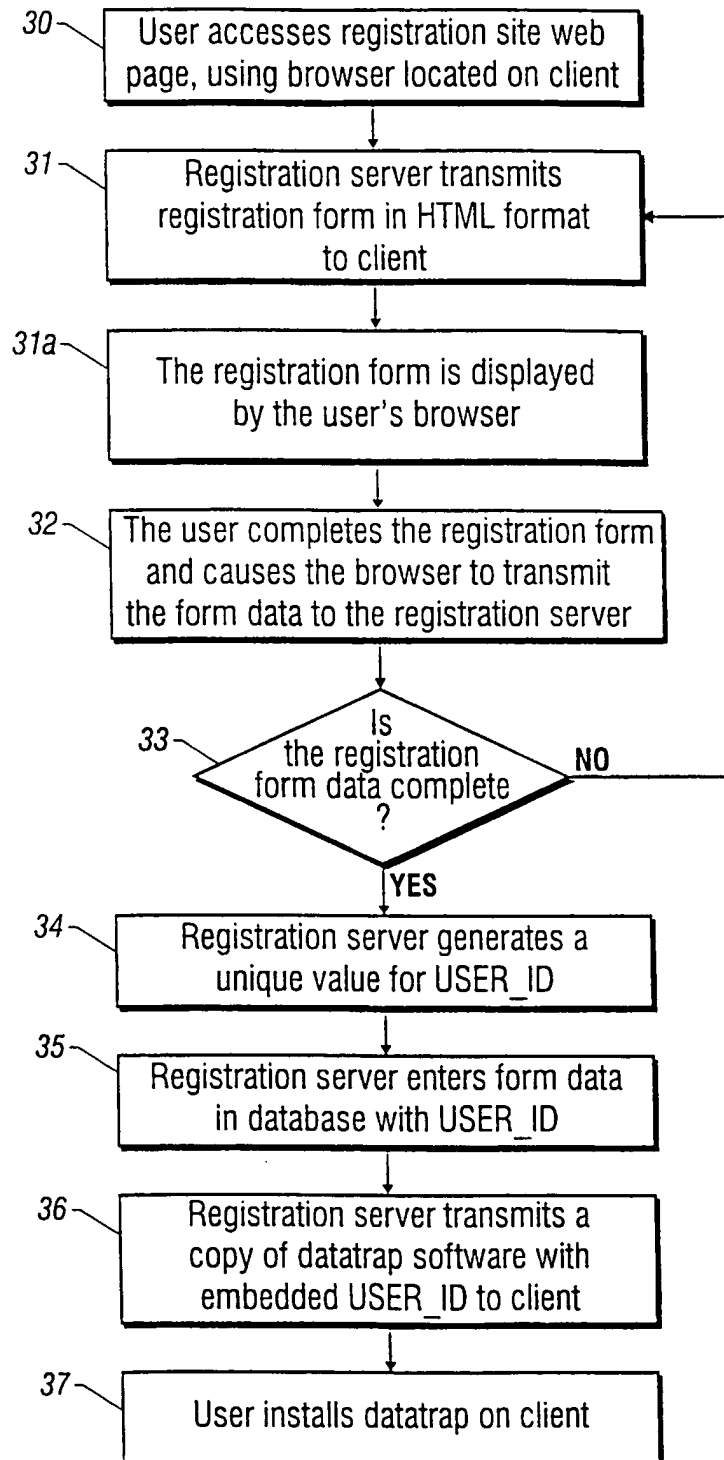 30
User accesses registration site web
page, using browser located on client
31
Registration server transmits
registration form in HTML format
to client
31a
The registration form is displayed
by the user's browser
32
The user completes the registration form
and causes the browser to transmit
the form data to the registration server
33
Is
the registration
form data complete
?
NO
YES
34
Registration server generates a
unique value for USER_ID
35
Registration server enters form data
in database with USER_ID
36
Registration server transmits a
copy of datatrap software with
embedded USER_ID to client
37
User installs datatrap on client